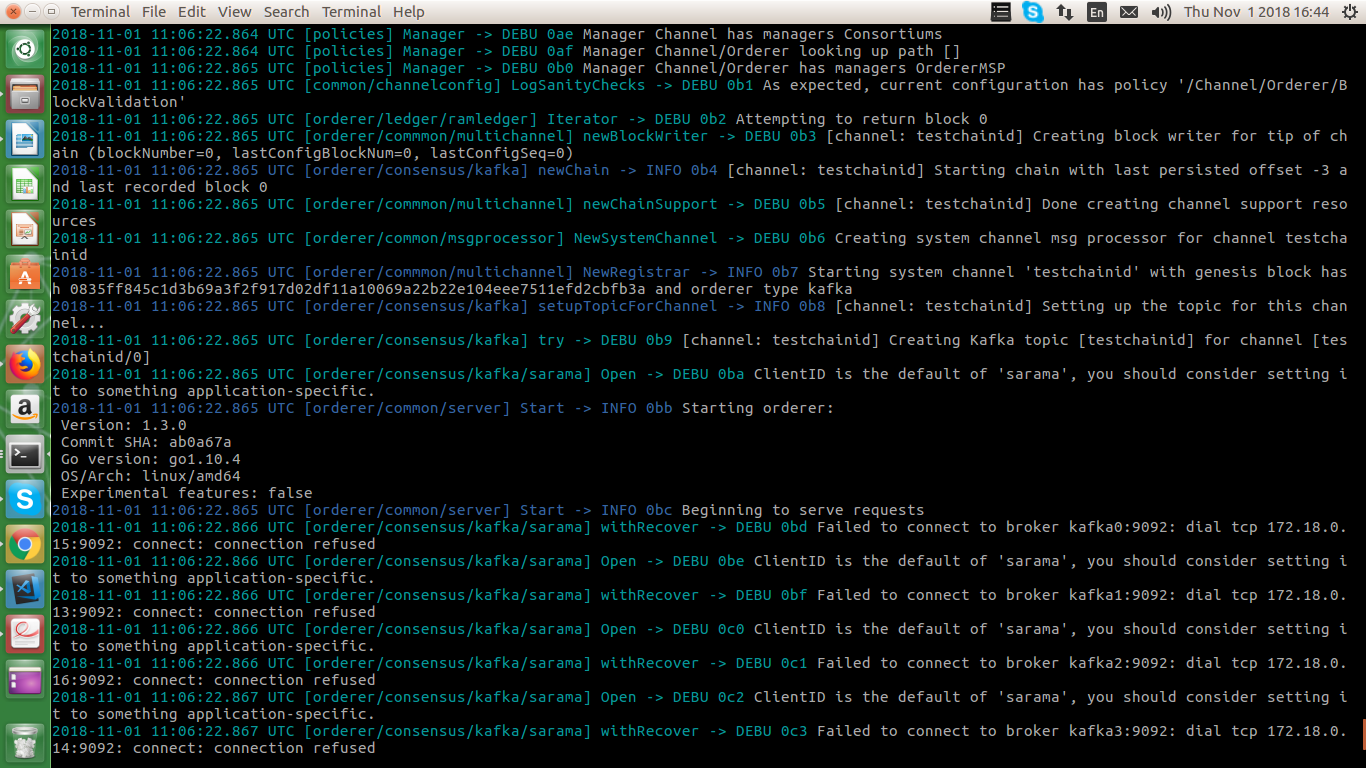 Terminal File Edit View Search Terminal Help En Thu Nov 1 2018 16:44
2018-11-01 11:06:22.864 UTC [policies] Manager -> DEBU 0ae Manager Channel has managers Consortiums
2018-11-01 11:06:22.864 UTC [policies] Manager -> DEBU 0af Manager Channel/Orderer looking up path []
2018-11-01 11:06:22.864 UTC [policies] Manager -> DEBU 0b0 Manager Channel/Orderer has managers OrdererMSP
2018-11-01 11:06:22.865 UTC [common/channelconfig] LogSanityChecks -> DEBU 0b1 As expected, current configuration has policy '/Channel/Orderer/B
lockValidation'
2018-11-01 11:06:22.865 UTC [orderer/ledger/ramledger] Iterator -> DEBU 0b2 Attempting to return block 0
2018-11-01 11:06:22.865 UTC [orderer/commmon/multichannel] newBlockWriter -> DEBU 0b3 [channel: testchainid] Creating block writer for tip of ch
ain (blockNumber=0, lastConfigBlockNum=0, lastConfigSeq=0)
2018-11-01 11:06:22.865 UTC [orderer/consensus/kafka] newChain -> INFO 0b4 [channel: testchainid] Starting chain with last persisted offset -3 a
nd last recorded block 0
2018-11-01 11:06:22.865 UTC [orderer/commmon/multichannel] newChainSupport -> DEBU 0b5 [channel: testchainid] Done creating channel support reso
urces
2018-11-01 11:06:22.865 UTC [orderer/common/msgprocessor] NewSystemChannel -> DEBU 0b6 Creating system channel msg processor for channel testcha
inid
2018-11-01 11:06:22.865 UTC [orderer/commmon/multichannel] NewRegistrar -> INFO 0b7 Starting system channel 'testchainid' with genesis block has
h 0835ff845c1d3b69a3f2f917d02df11a10069a22b22e104eee7511efd2cbfb3a and orderer type kafka
2018-11-01 11:06:22.865 UTC [orderer/consensus/kafka] setupTopicForChannel -> INFO 0b8 [channel: testchainid] Setting up the topic for this chan
nel...
2018-11-01 11:06:22.865 UTC [orderer/consensus/kafka] try -> DEBU 0b9 [channel: testchainid] Creating Kafka topic [testchainid] for channel [tes
tchainid/0]
2018-11-01 11:06:22.865 UTC [orderer/consensus/kafka/sarama] Open -> DEBU 0ba ClientID is the default of 'sarama', you should consider setting i
t to something application-specific.
2018-11-01 11:06:22.865 UTC [orderer/common/server] Start -> INFO 0bb Starting orderer:
Version: 1.3.0
Commit SHA: ab0a67a
Go version: go1.10.4
OS/Arch: linux/amd64
Experimental features: false
2018-11-01 11:06:22.865 UTC [orderer/common/server] Start -> INFO 0bc Beginning to serve requests
2018-11-01 11:06:22.866 UTC [orderer/consensus/kafka/sarama] withRecover -> DEBU 0bd Failed to connect to broker kafka0:9092: dial tcp 172.18.0.
15:9092: connect: connection refused
2018-11-01 11:06:22.866 UTC [orderer/consensus/kafka/sarama] Open -> DEBU 0be ClientID is the default of 'sarama', you should consider setting i
t to something application-specific.
2018-11-01 11:06:22.866 UTC [orderer/consensus/kafka/sarama] withRecover -> DEBU 0bf Failed to connect to broker kafka1:9092: dial tcp 172.18.0.
13:9092: connect: connection refused
2018-11-01 11:06:22.866 UTC [orderer/consensus/kafka/sarama] Open -> DEBU 0c0 ClientID is the default of 'sarama', you should consider setting i
t to something application-specific.
2018-11-01 11:06:22.866 UTC [orderer/consensus/kafka/sarama] withRecover -> DEBU 0c1 Failed to connect to broker kafka2:9092: dial tcp 172.18.0.
16:9092: connect: connection refused
2018-11-01 11:06:22.867 UTC [orderer/consensus/kafka/sarama] Open -> DEBU 0c2 ClientID is the default of 'sarama', you should consider setting i
t to something application-specific.
2018-11-01 11:06:22.867 UTC [orderer/consensus/kafka/sarama] withRecover -> DEBU 0c3 Failed to connect to broker kafka3:9092: dial tcp 172.18.0.
14:9092: connect: connection refused